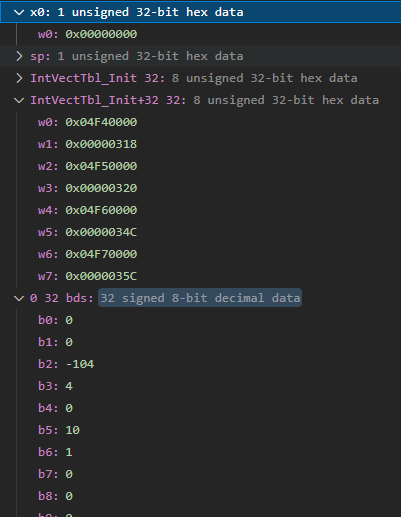 x0: 1 unsigned 32-bit hex data
w0: 0x00000000
sp: 1 unsigned 32-bit hex data
IntVectTbl_Init 32: 8 unsigned 32-bit hex data
IntVectTbl_Init+32 32: 8 unsigned 32-bit hex data
w0: 0x04F40000
w1: 0x00000318
w2: 0x04F50000
w3: 0x00000320
w4: 0x04F60000
w5: 0x0000034C
w6: 0x04F70000
w7: 0x0000035C
0 32 bds: 32 signed 8-bit decimal data
b0: 0
b1: 0
b2: -104
b3: 4
b4: 0
b5: 10
b6: 1
b7: 0
b8: 0